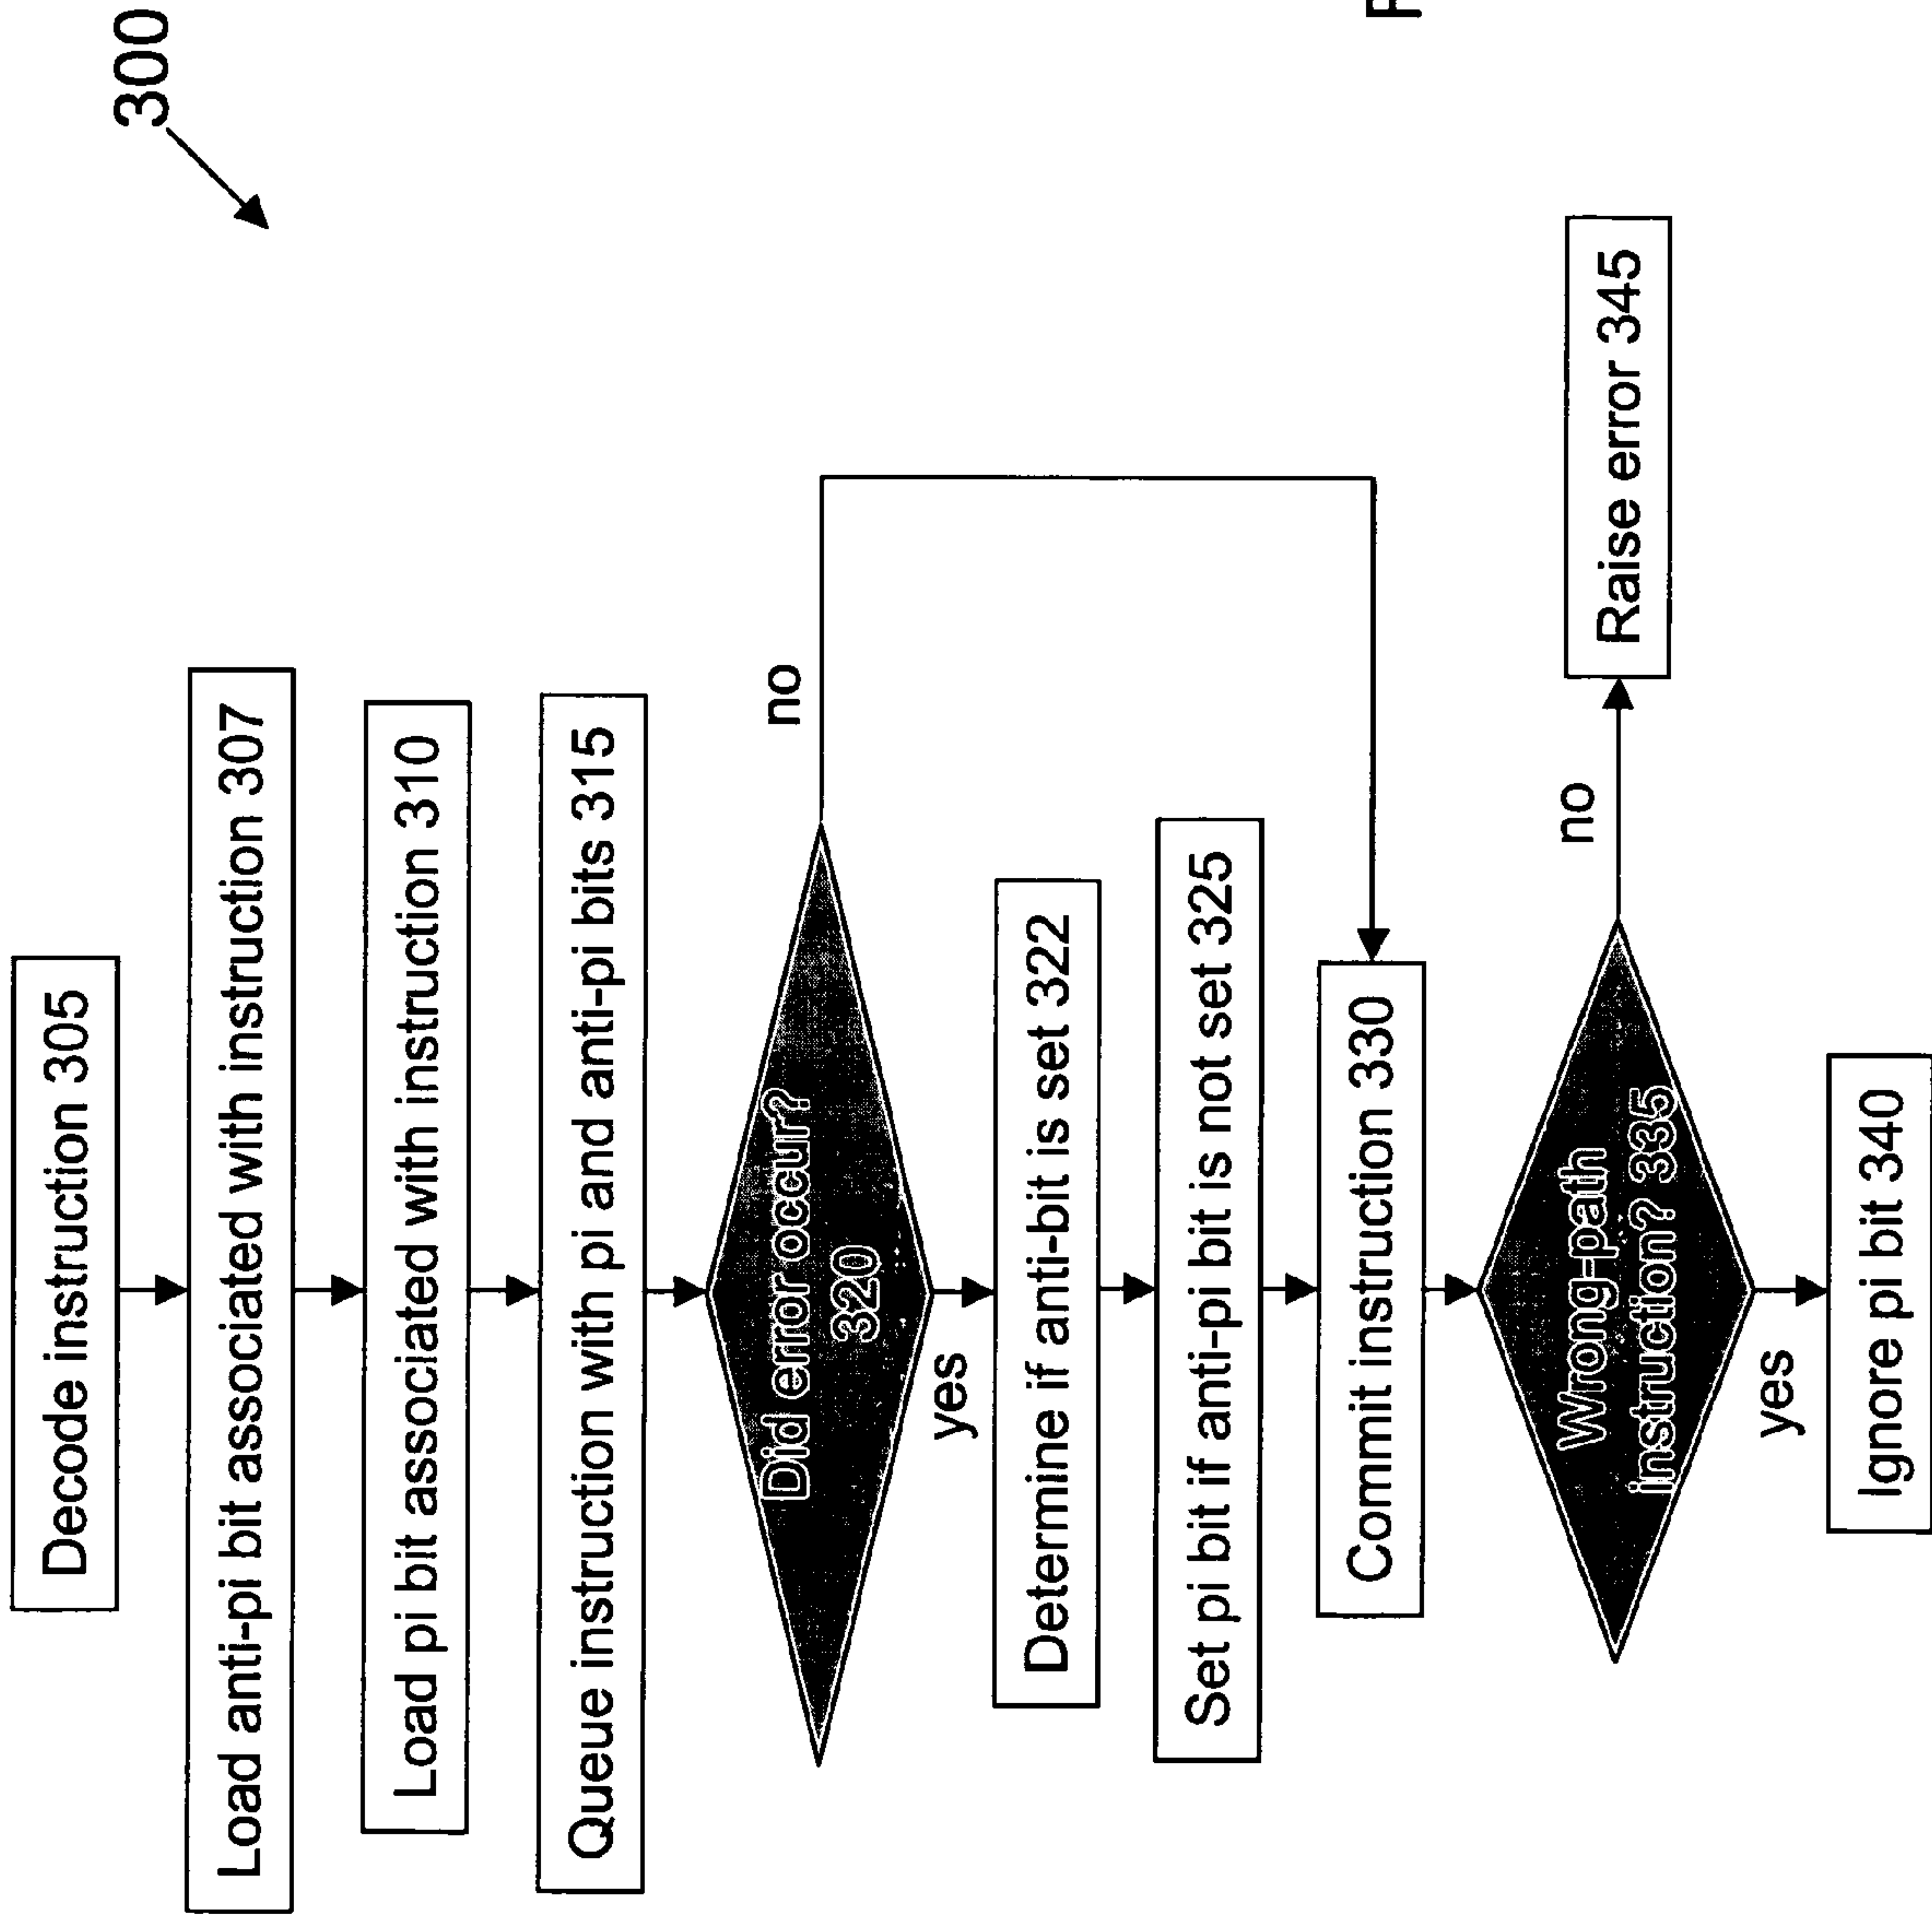 300
Decode instruction 305
Load anti-pi bit associated with instruction 307
Load pi bit associated with instruction 310
Queue instruction with pi and anti-pi bits 315
Did error occur?
320
no
yes
Determine if anti-bit is set 322
Set pi bit if anti-pi bit is not set 325
Commit instruction 330
Wrong-path
instruction? 335
no
Raise error 345
yes
Ignore pi bit 340